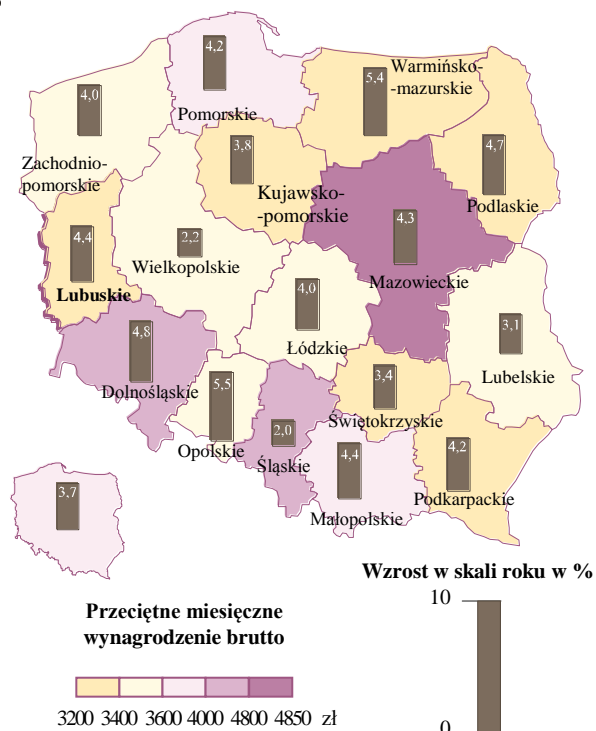 4,2
Pomorskie
5,4
Warmińsko-
-mazurskie
4,0
Zachodnio-
pomorskie
3,8
Kujawsko-
-pomorskie
4,7
Podlaskie
4,4
Lubuskie
2,2
Wielkopolskie
4,3
Mazowieckie
4,0
Łódzkie
3,1
Lubelskie
4,8
Dolnośląskie
5,5
Opolskie
2,0
Śląskie
3,4
Świętokrzyskie
4,4
Małopolskie
4,2
Podkarpackie
3,7
Wzrost w skali roku w %
10
0
Przeciętne miesięczne
wynagrodzenie brutto
3200 3400 3600 4000 4800 4850 zł